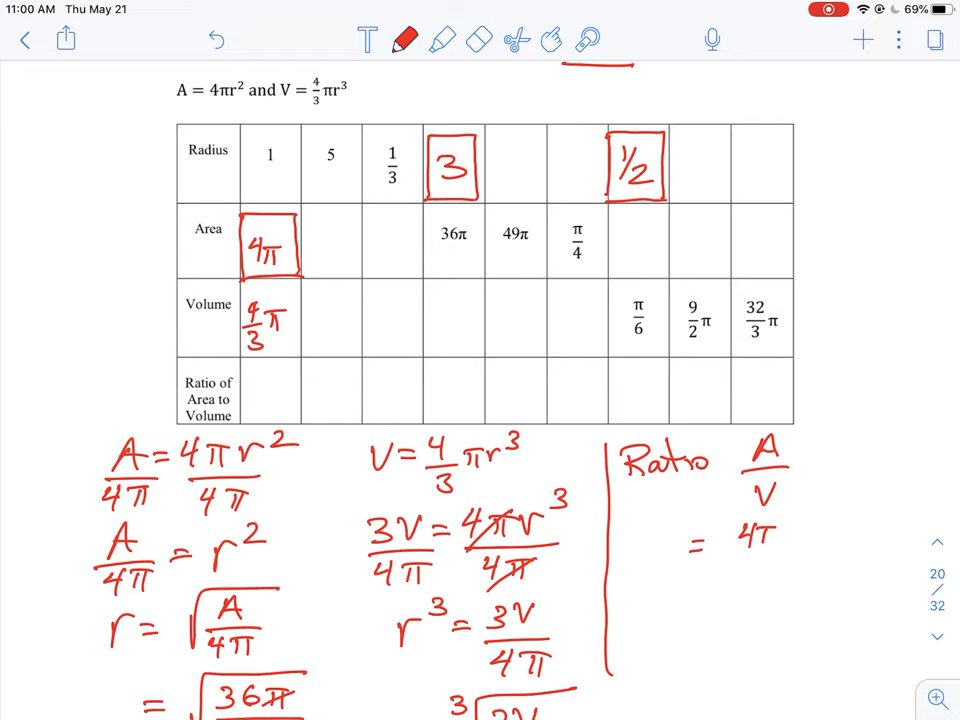 11:00 AM Thu May 21 69%
T
A = 4πr² and V = 4/3 πr³
Radius 1 5 1/3 3 1/2
Area 4π 36π 49π π/4
Volume 4/3 π π/6 9/2 π 32/3 π
Ratio of
Area to
Volume
A/4π = 4πr²/4π V = 4/3 πr³ Ratio A/V
A/4π = r² 3V/4π = 4πr³/4π = 4π
r = √(A/4π) r³ = 3V/4π
= √36π ³√3V
20
/
32